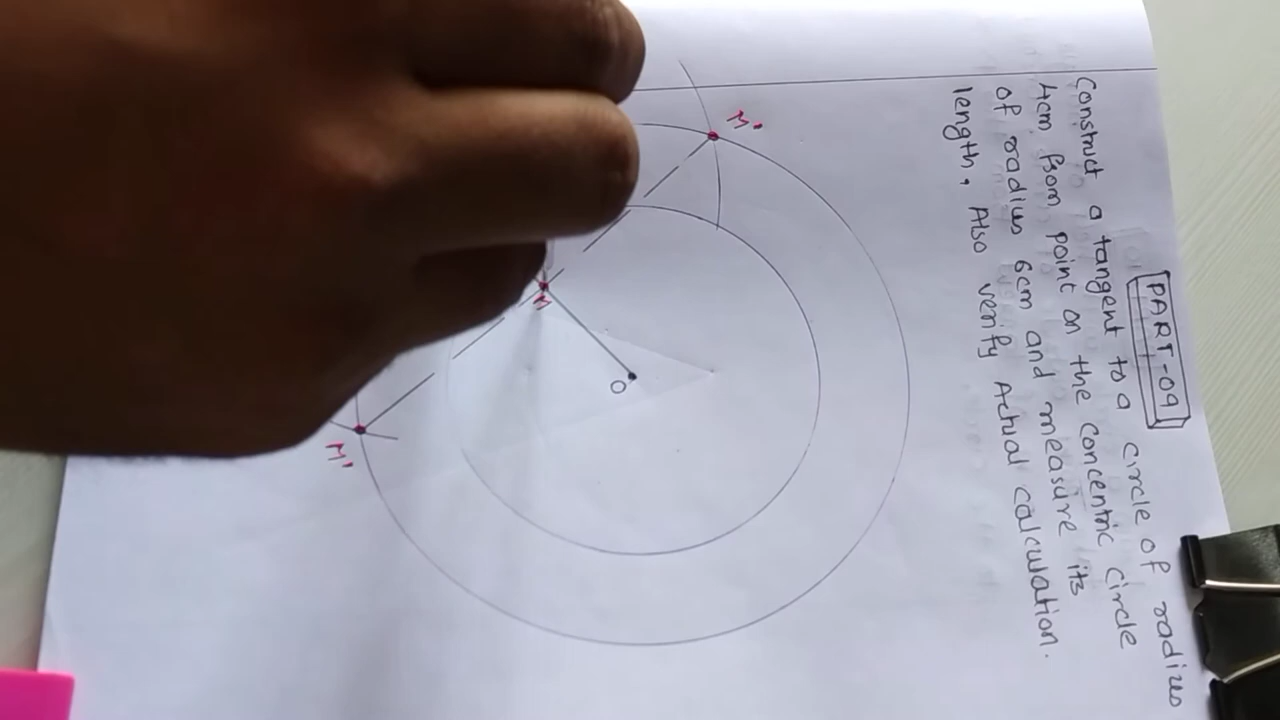 PART-09
Construct a tangent to a circle of radius
4cm from point on the concentric circle
of radius 6cm and measure its
length. Also verify Actual calculation.
M'
M
O
M'